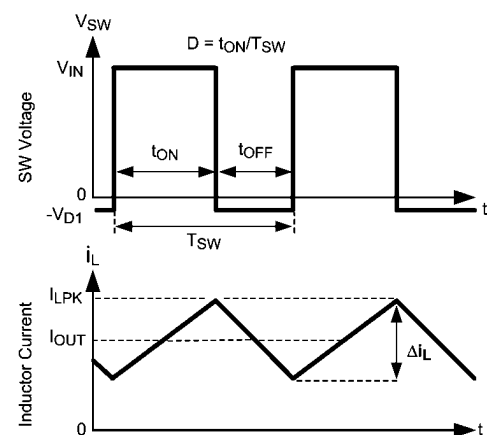 VSW
D = tON/TSW
VIN
SW Voltage
tON
tOFF
0
-VD1
t
TSW
iL
ILPK
IOUT
Inductor Current
ΔiL
0
t